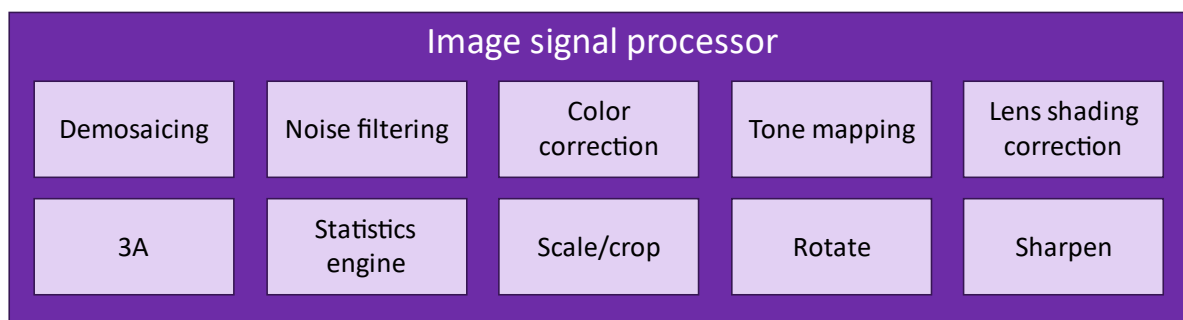 Image signal processor
Demosaicing
Noise filtering
Color
correction
Tone mapping
Lens shading
correction
3A
Statistics
engine
Scale/crop
Rotate
Sharpen